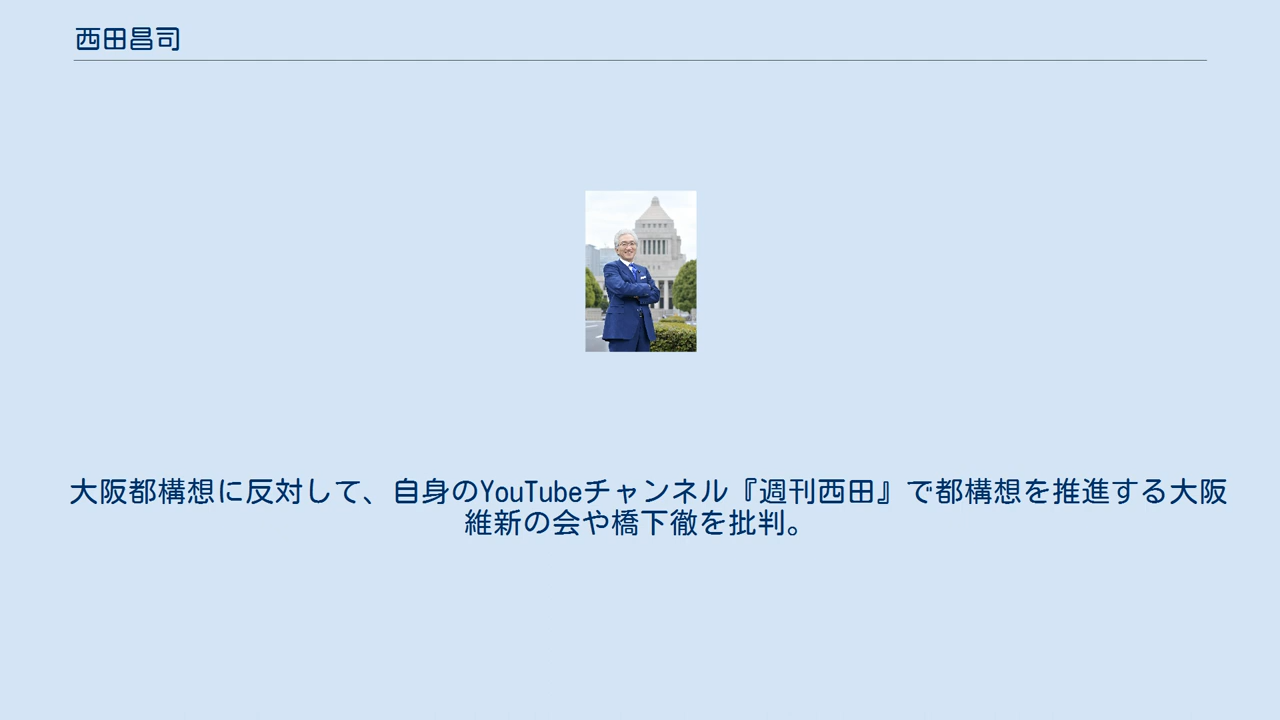 西田昌司
大阪都構想に反対して、自身のYouTubeチャンネル『週刊西田』で都構想を推進する大阪
維新の会や橋下徹を批判。